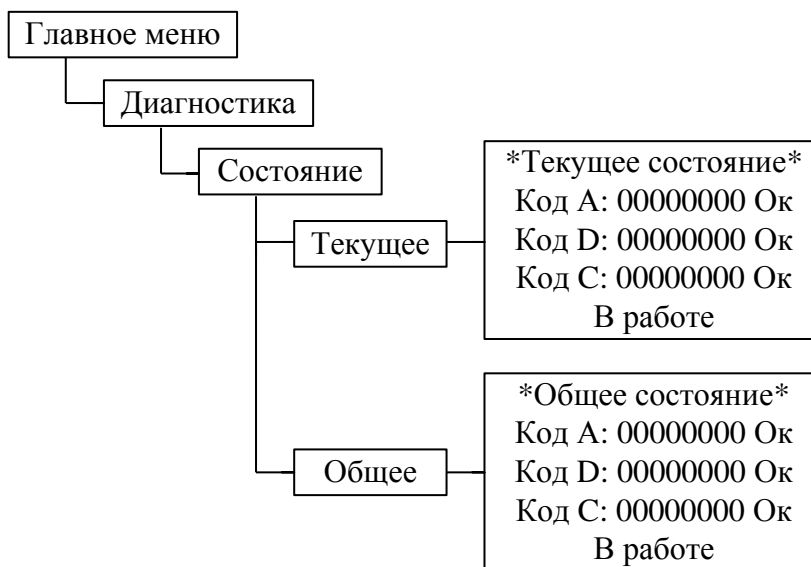 Главное меню
Диагностика
Состояние
Текущее
*Текущее состояние*
Код A: 00000000 Ок
Код D: 00000000 Ок
Код C: 00000000 Ок
В работе
Общее
*Общее состояние*
Код A: 00000000 Ок
Код D: 00000000 Ок
Код C: 00000000 Ок
В работе